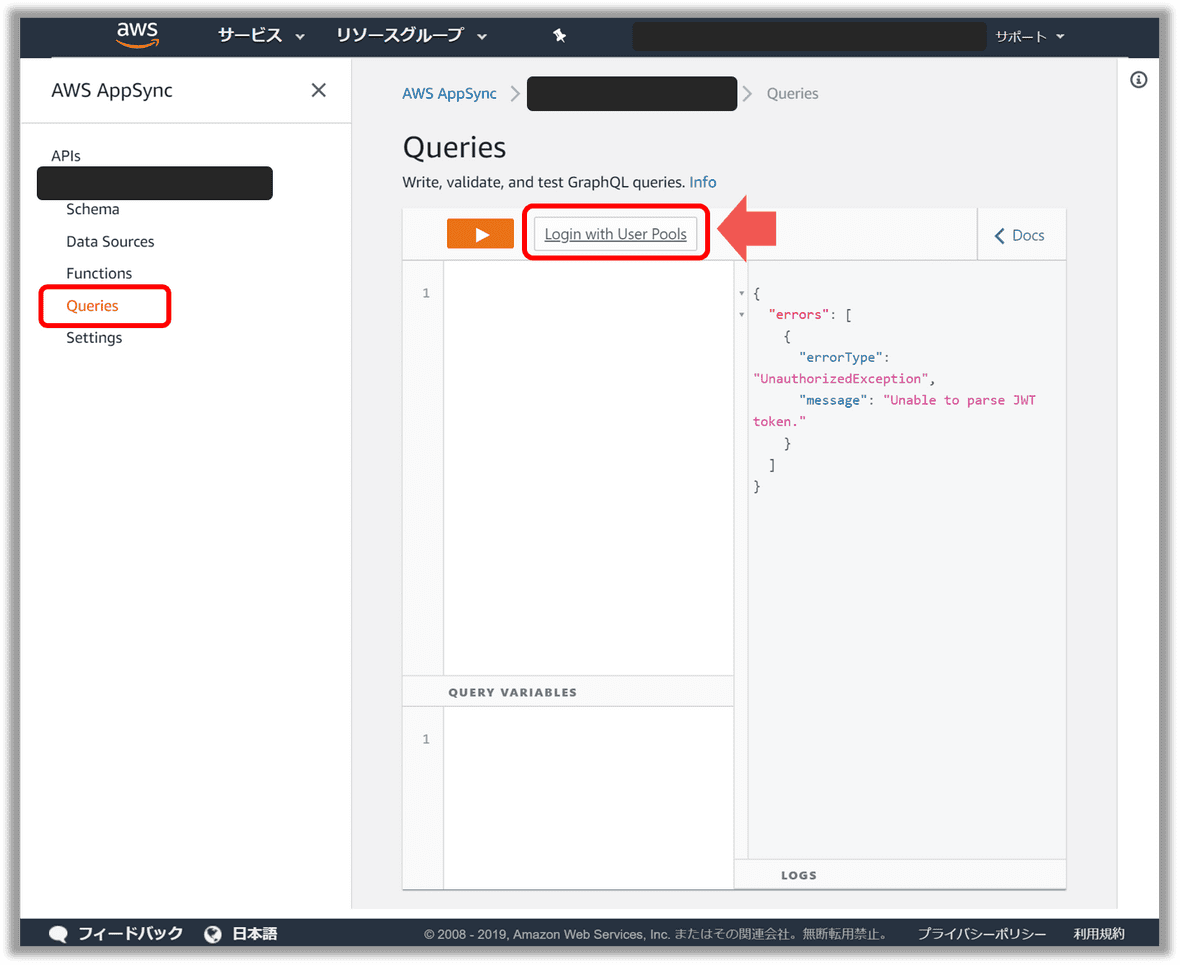 aws
サービス
リソースグループ
サポート
AWS AppSync
APIs
Schema
Data Sources
Functions
Queries
Settings
AWS AppSync
Queries
Queries
Write, validate, and test GraphQL queries. Info
Login with User Pools
Docs
1
{
"errors": [
{
"errorType":
"UnauthorizedException",
"message": "Unable to parse JWT
token."
}
]
}
QUERY VARIABLES
1
LOGS
フィードバック
日本語
© 2008 - 2019, Amazon Web Services, Inc. またはその関連会社。無断転用禁止。
プライバシーポリシー
利用規約